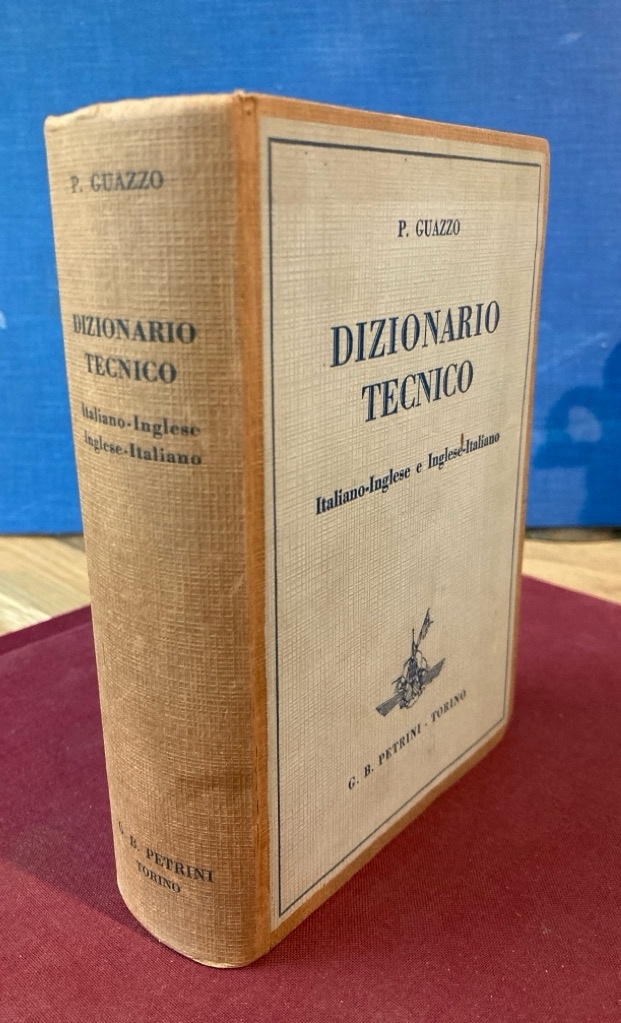 P. GUAZZO
DIZIONARIO
TECNICO
Italiano-Inglese
Inglese-Italiano
G. B. PETRINI
TORINO
P. GUAZZO
DIZIONARIO
TECNICO
Italiano-Inglese e Inglese-Italiano
G. B. PETRINI - TORINO